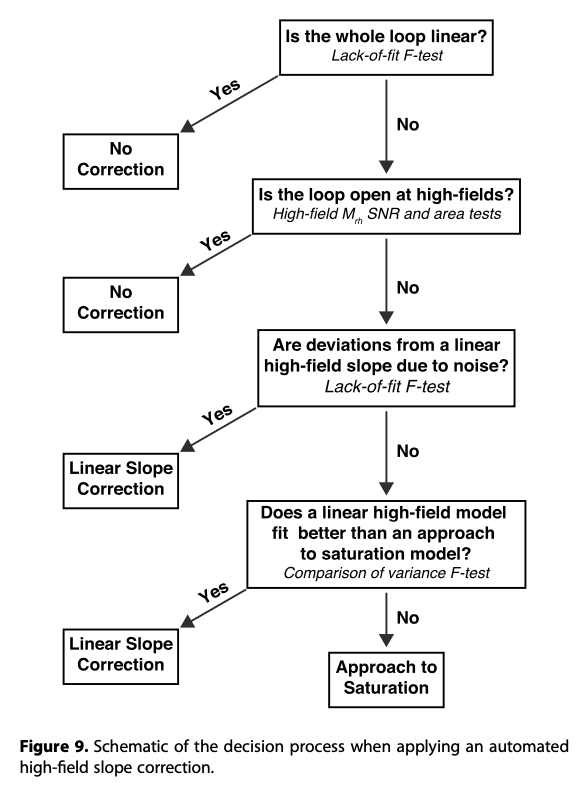 Is the whole loop linear?
Lack-of-fit F-test
Yes
No
No
Correction
Is the loop open at high-fields?
High-field Mrh SNR and area tests
Yes
No
No
Correction
Are deviations from a linear
high-field slope due to noise?
Lack-of-fit F-test
Yes
No
Linear Slope
Correction
Does a linear high-field model
fit better than an approach
to saturation model?
Comparison of variance F-test
Yes
No
Linear Slope
Correction
Approach to
Saturation
Figure 9. Schematic of the decision process when applying an automated
high-field slope correction.